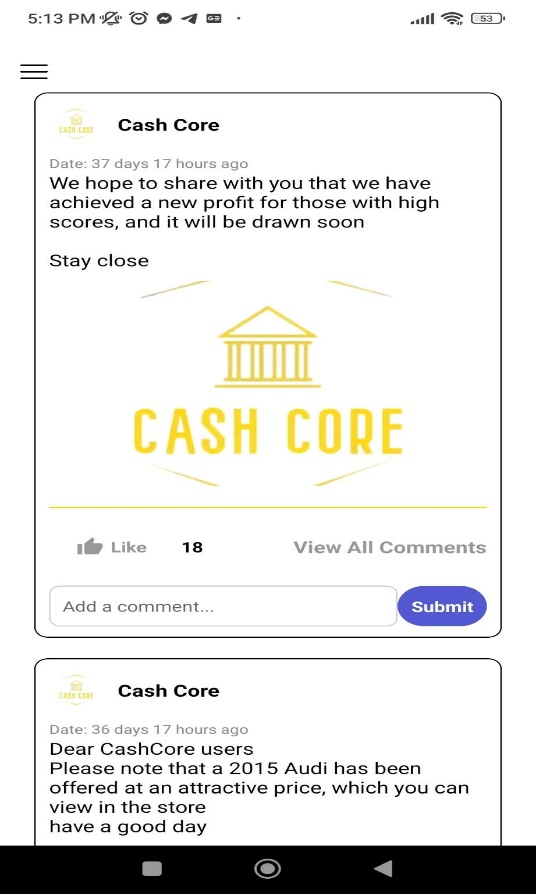 5:13 PM
53
CASH CORE
Cash Core
Date: 37 days 17 hours ago
We hope to share with you that we have
achieved a new profit for those with high
scores, and it will be drawn soon
Stay close
CASH CORE
Like 18 View All Comments
Add a comment... Submit
CASH CORE
Cash Core
Date: 36 days 17 hours ago
Dear CashCore users
Please note that a 2015 Audi has been
offered at an attractive price, which you can
view in the store
have a good day